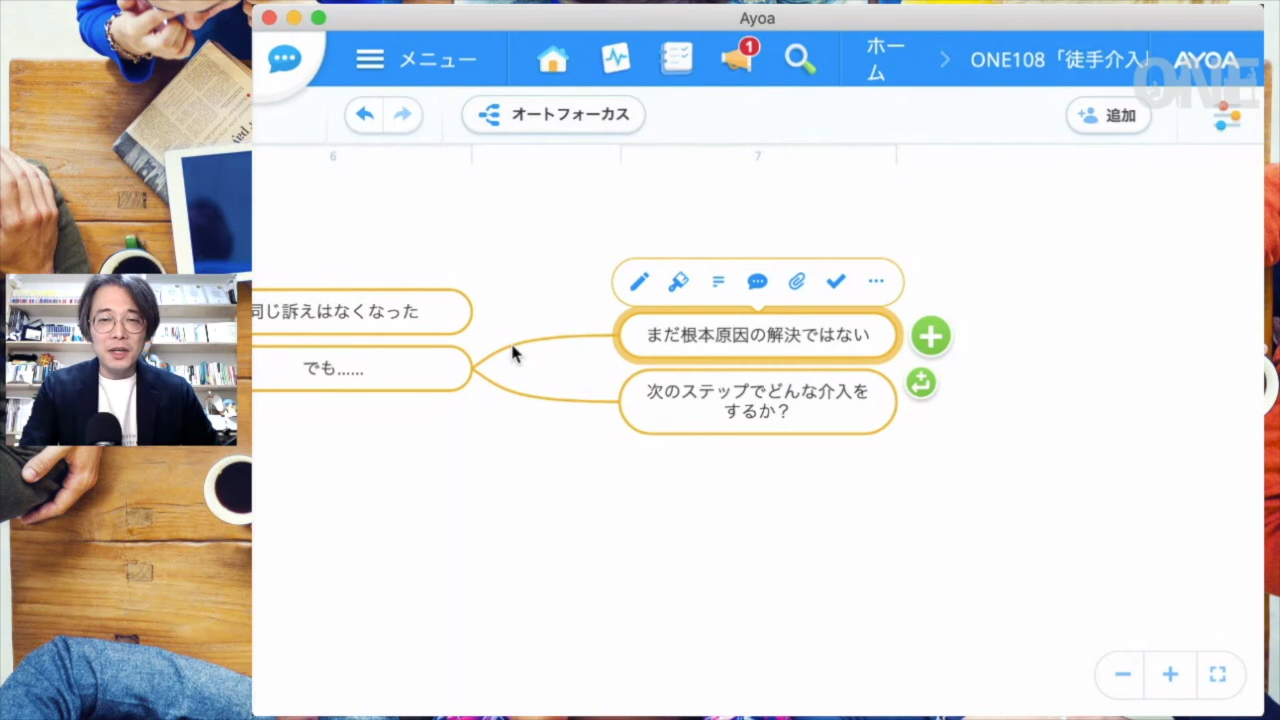 Ayoa
メニュー
1
ホー
ム
ONE108「徒手介入」
AYOA
ONE
オートフォーカス
追加
6
7
同じ訴えはなくなった
まだ根本原因の解決ではない
でも......
次のステップでどんな介入を
するか？